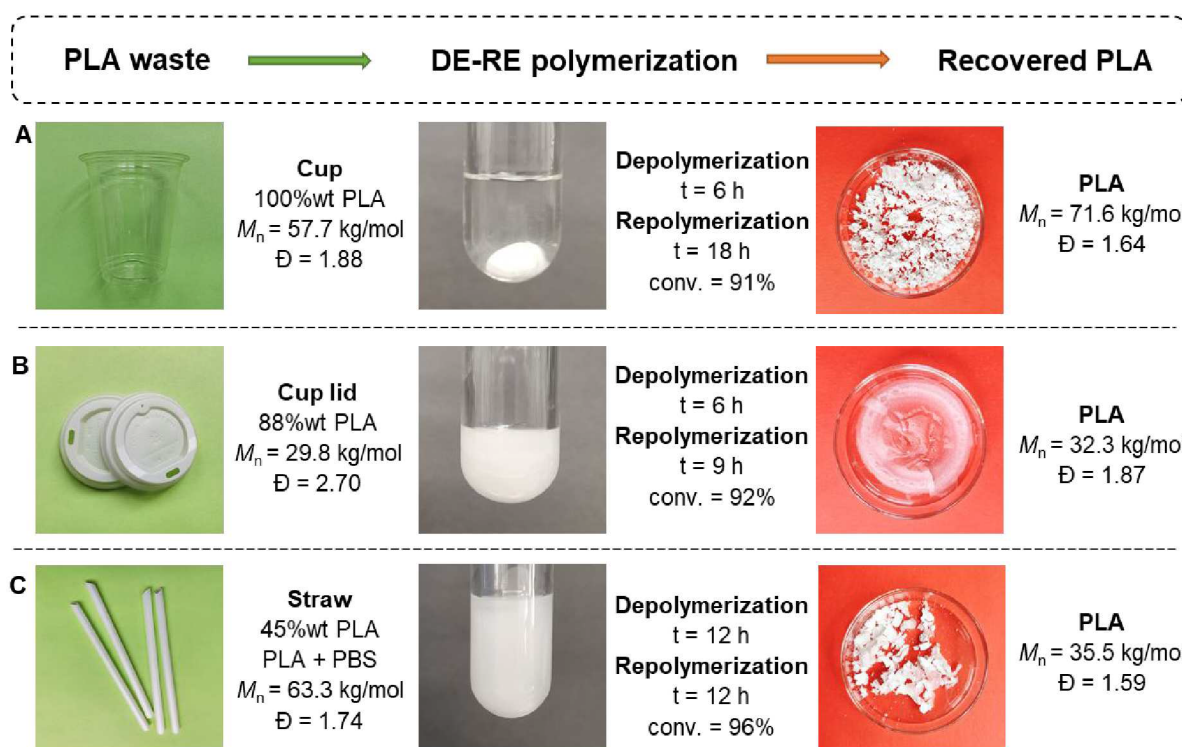 PLA waste
DE-RE polymerization
Recovered PLA
A
Cup
100%wt PLA
Mn = 57.7 kg/mol
Đ = 1.88
Depolymerization
t = 6 h
Repolymerization
t = 18 h
conv. = 91%
PLA
Mn = 71.6 kg/mo
Đ = 1.64
B
Cup lid
88%wt PLA
Mn = 29.8 kg/mol
Đ = 2.70
Depolymerization
t = 6 h
Repolymerization
t = 9 h
conv. = 92%
PLA
Mn = 32.3 kg/mo
Đ = 1.87
C
Straw
45%wt PLA
PLA + PBS
Mn = 63.3 kg/mol
Đ = 1.74
Depolymerization
t = 12 h
Repolymerization
t = 12 h
conv. = 96%
PLA
Mn = 35.5 kg/mo
Đ = 1.59